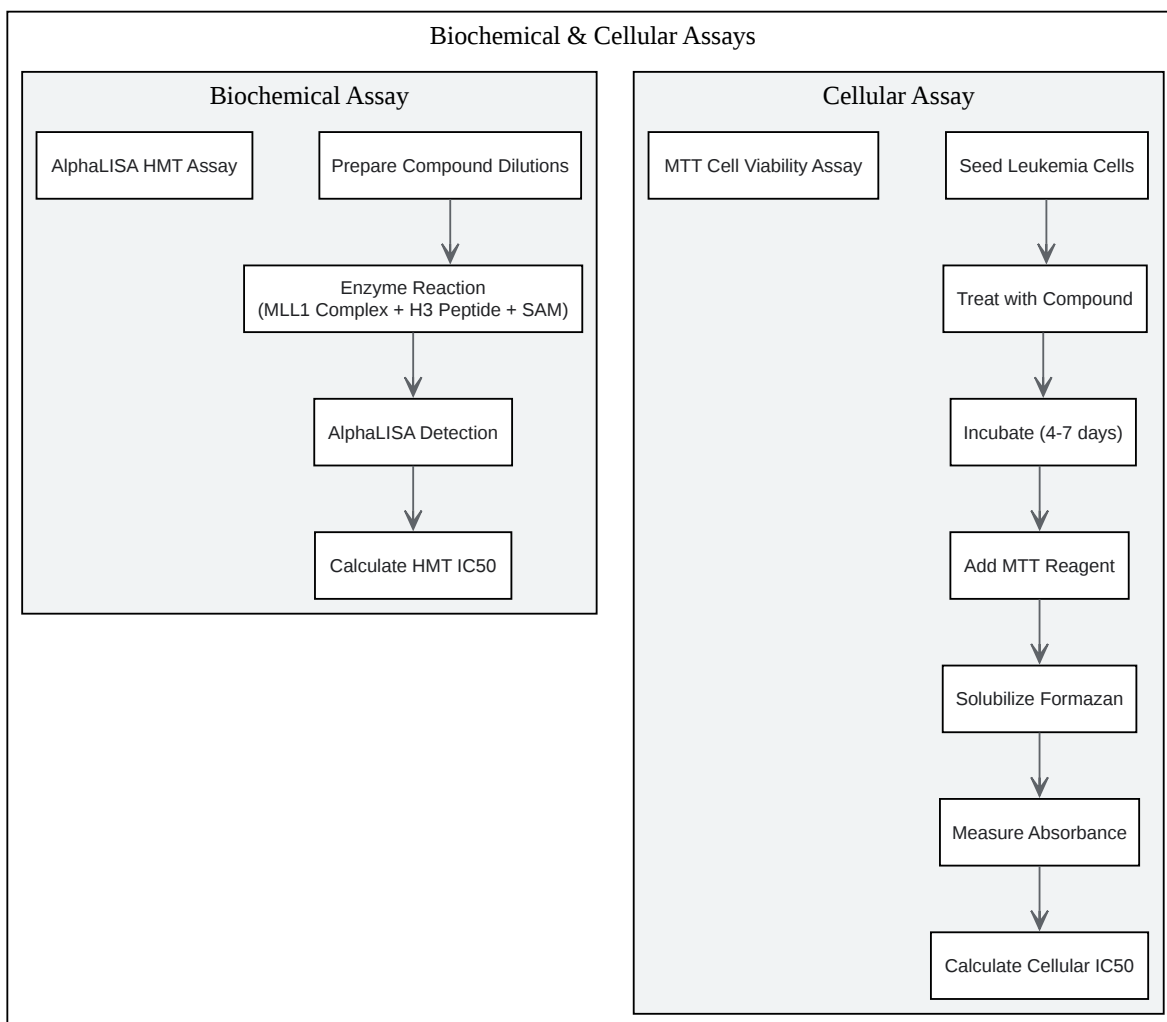 Biochemical & Cellular Assays
Biochemical Assay
AlphaLISA HMT Assay
Prepare Compound Dilutions
Enzyme Reaction
(MLL1 Complex + H3 Peptide + SAM)
AlphaLISA Detection
Calculate HMT IC50
Cellular Assay
MTT Cell Viability Assay
Seed Leukemia Cells
Treat with Compound
Incubate (4-7 days)
Add MTT Reagent
Solubilize Formazan
Measure Absorbance
Calculate Cellular IC50